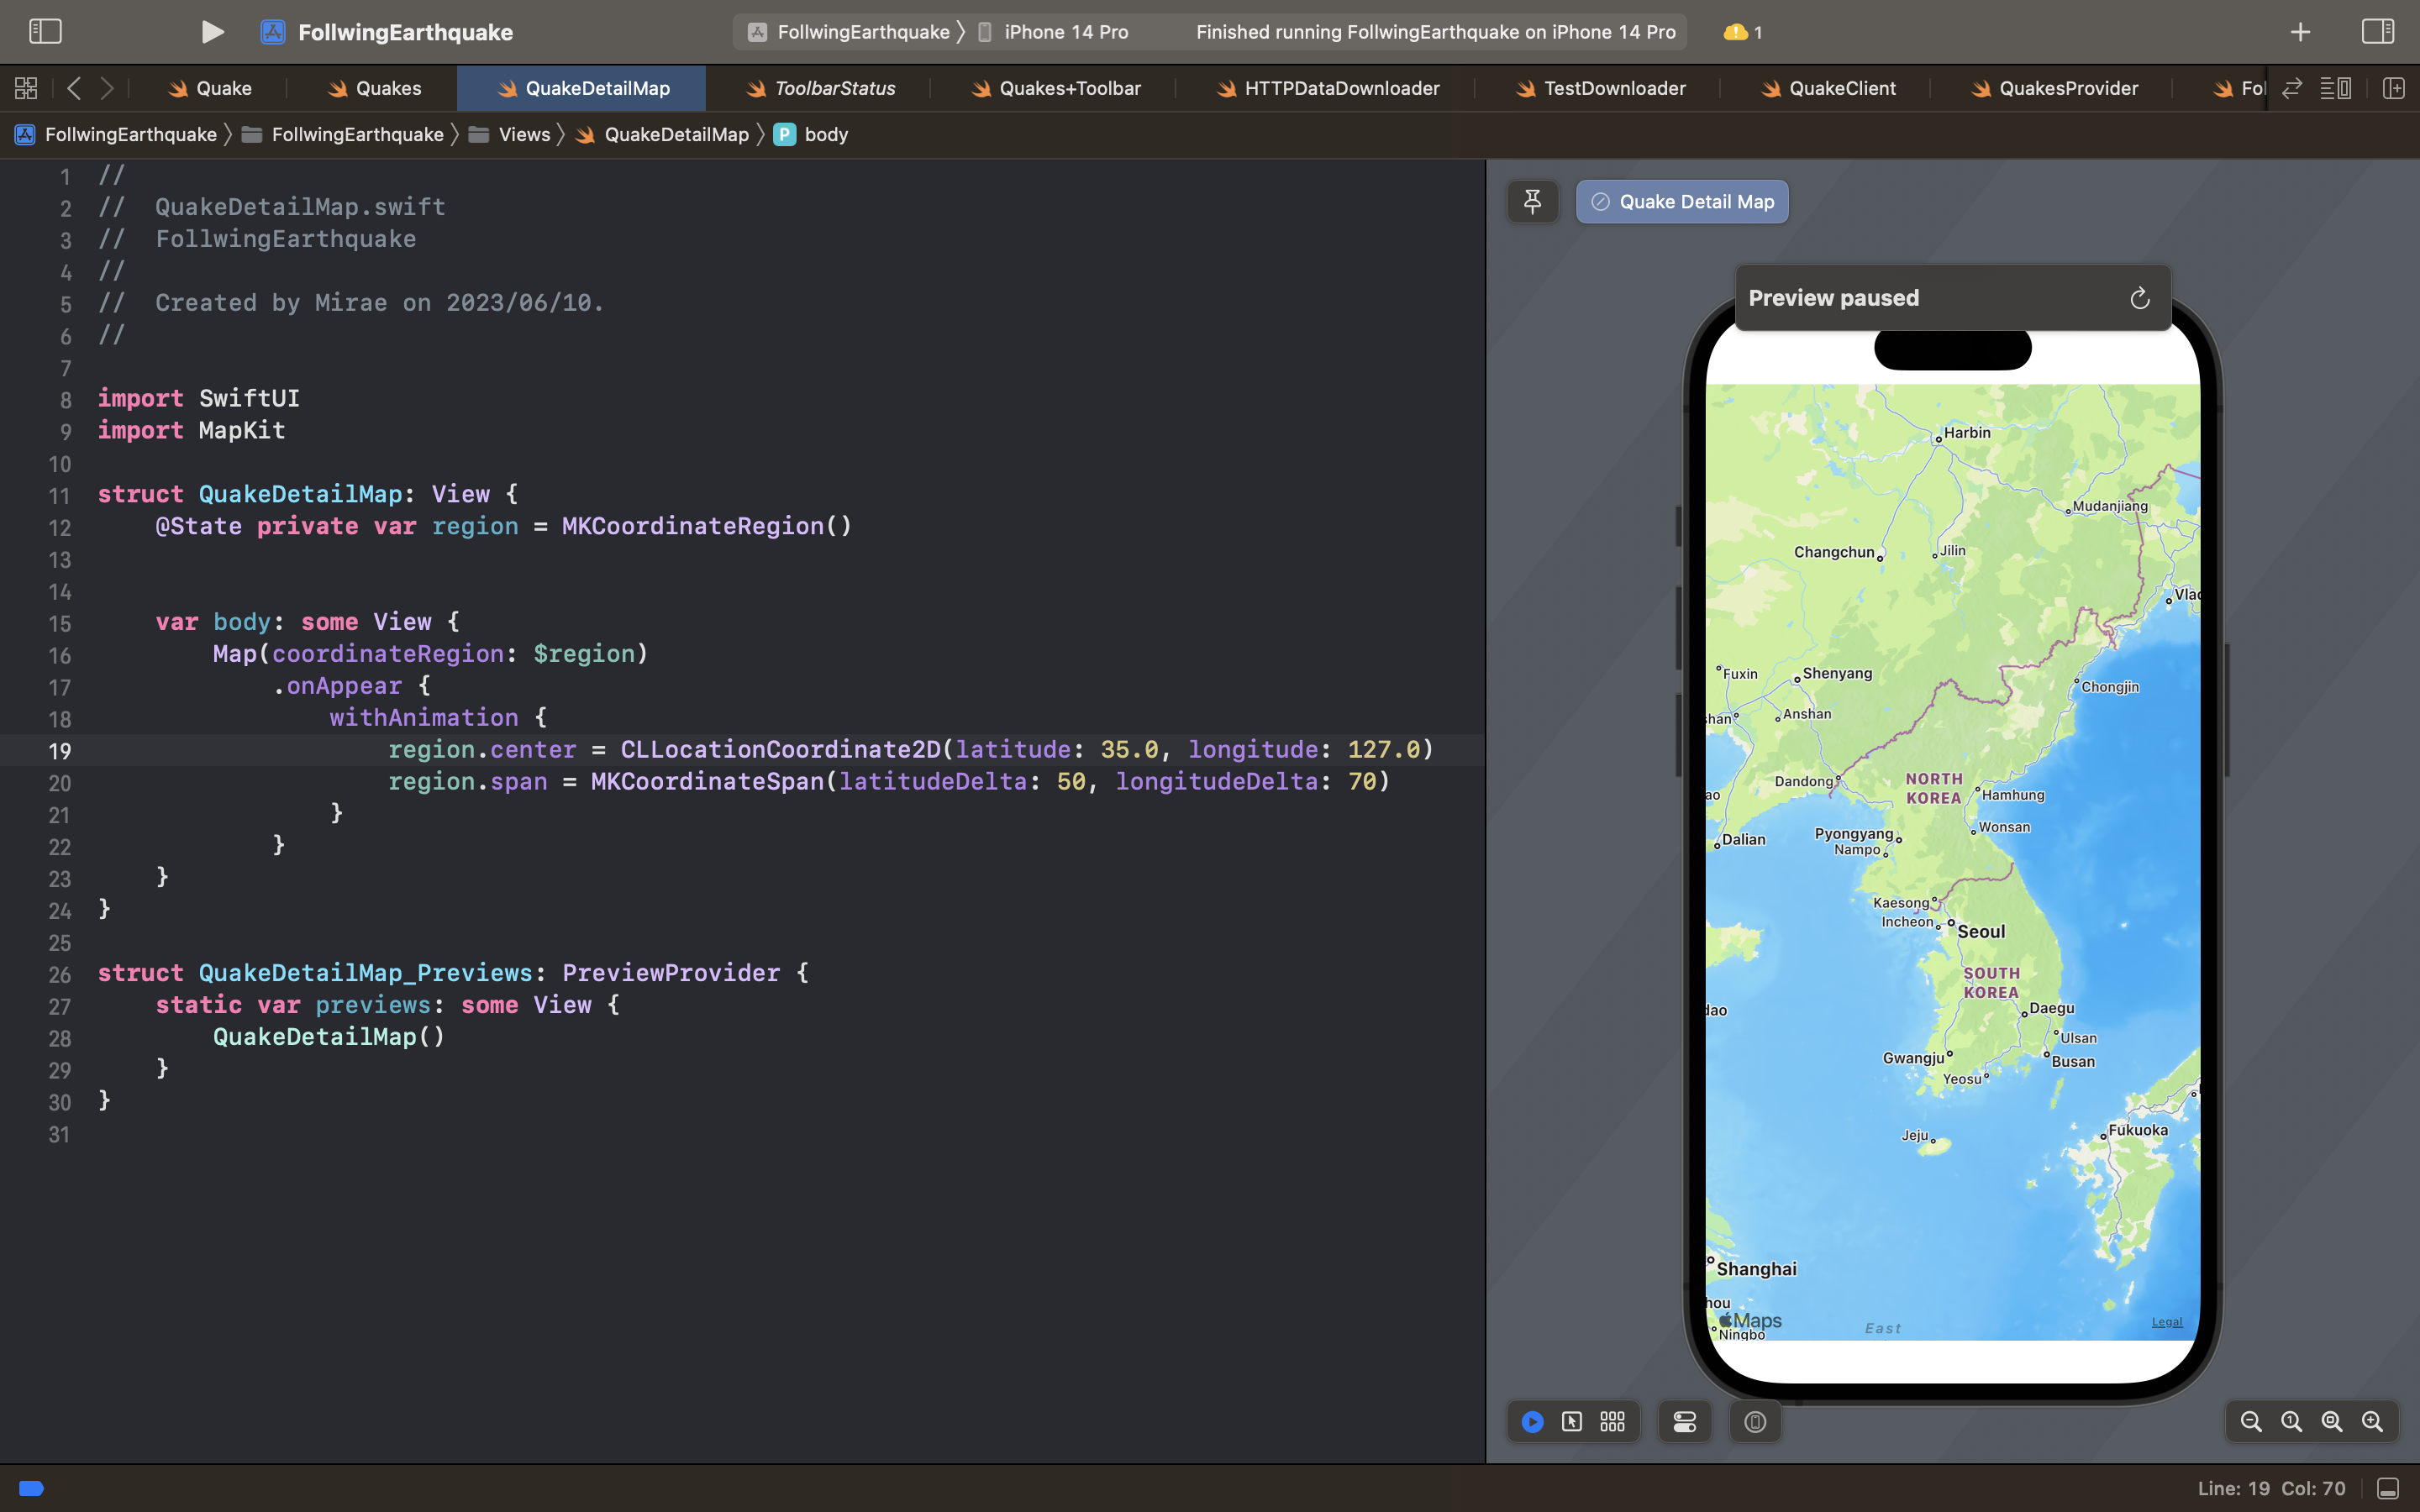 FollwingEarthquake
FollwingEarthquake 〉 iPhone 14 Pro
Finished running FollwingEarthquake on iPhone 14 Pro
1
Quake
Quakes
QuakeDetailMap
ToolbarStatus
Quakes+Toolbar
HTTPDataDownloader
TestDownloader
QuakeClient
QuakesProvider
Fol
FollwingEarthquake 〉 FollwingEarthquake 〉 Views 〉 QuakeDetailMap 〉 P body
1 //
2 //  QuakeDetailMap.swift
3 //  FollwingEarthquake
4 //
5 //  Created by Mirae on 2023/06/10.
6 //
7
8 import SwiftUI
9 import MapKit
10
11 struct QuakeDetailMap: View {
12     @State private var region = MKCoordinateRegion()
13
14
15     var body: some View {
16         Map(coordinateRegion: $region)
17             .onAppear {
18                 withAnimation {
19                     region.center = CLLocationCoordinate2D(latitude: 35.0, longitude: 127.0)
20                     region.span = MKCoordinateSpan(latitudeDelta: 50, longitudeDelta: 70)
21                 }
22             }
23     }
24 }
25
26 struct QuakeDetailMap_Previews: PreviewProvider {
27     static var previews: some View {
28         QuakeDetailMap()
29     }
30 }
31
Quake Detail Map
Preview paused
Harbin
Mudanjiang
Changchun
Jilin
Vlad
Fuxin
Shenyang
Chongjin
shan
Anshan
Dandong
NORTH
KOREA
ao
Hamhung
Wonsan
Pyongyang
Dalian
Nampo
Kaesong
Incheon
Seoul
SOUTH
KOREA
dao
Daegu
Ulsan
Gwangju
Busan
Yeosu
Fukuoka
Jeju
Shanghai
hou
Maps
Ningbo
East
Legal
Line: 19  Col: 70